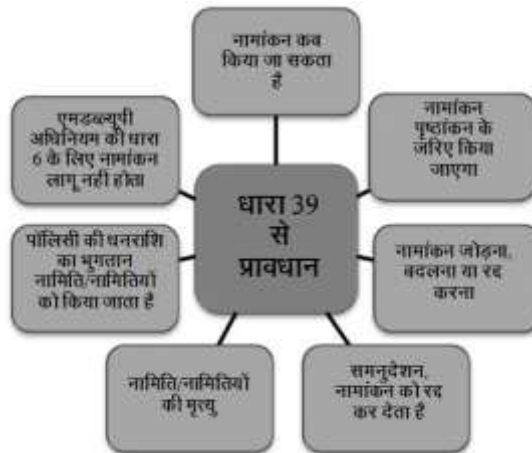 नामांकन कब
किया जा सकता
है
एमडब्ल्यूपी
अधिनियम की धारा
6 के लिए नामांकन
लागू नही होता
नामांकन
पृष्ठांकन के
जरिए किया
जाएगा
धारा 39
से
प्रावधान
पॉलिसी की धनराशि
का भुगतान
नामिति/नामितियों
को किया जाता है
नामांकन जोड़ना,
बदलना या रद्द
करना
नामिति/नामितियों
की मृत्यु
समनुदेशन,
नामांकन को रद्द
कर देता है